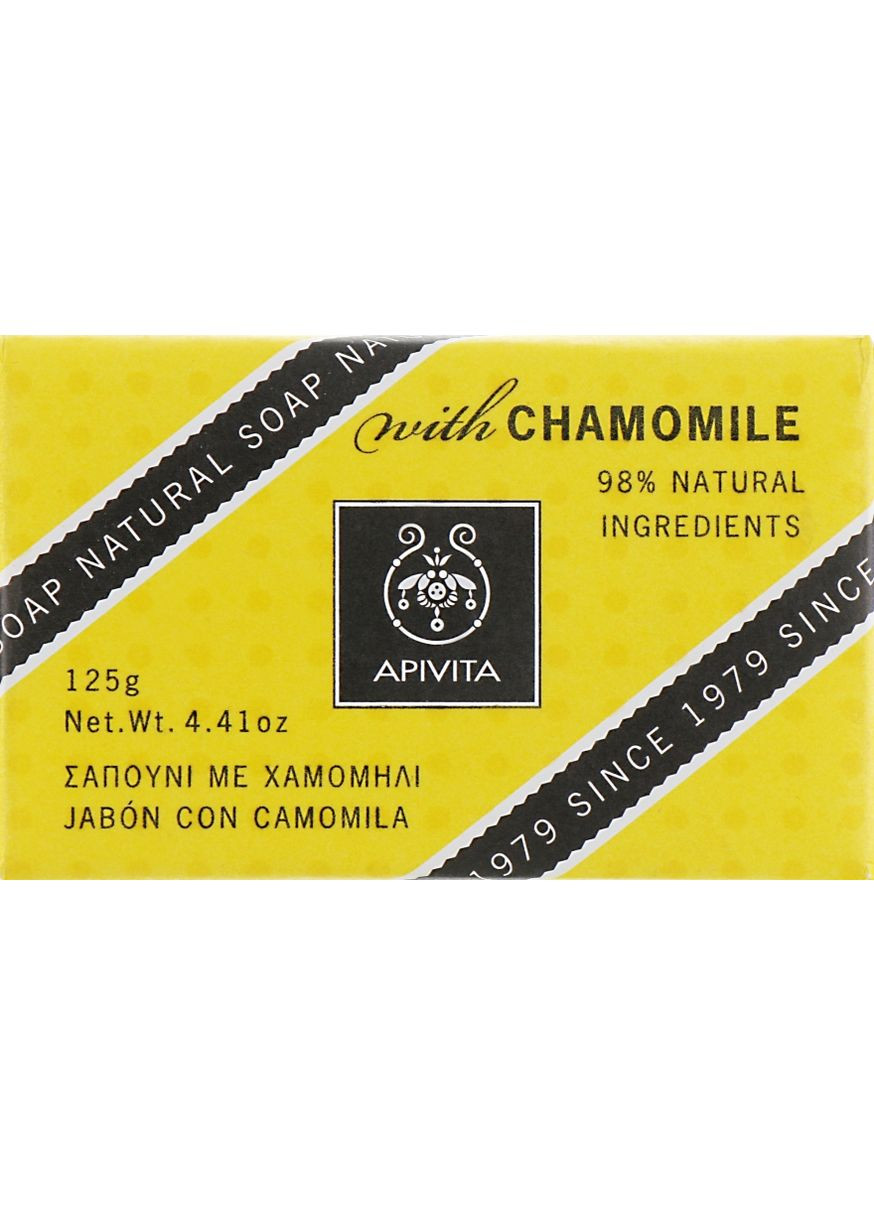 SOAP NATURAL SOAP NA
with CHAMOMILE
98% NATURAL
INGREDIENTS
APIVITA
125g
Net.Wt. 4.41oz
ΣΑΠΟΥΝΙ ΜΕ ΧΑΜΟΜΗΛΙ
JABÓN CON CAMOMILA
1979 SINCE 1979 SINCE